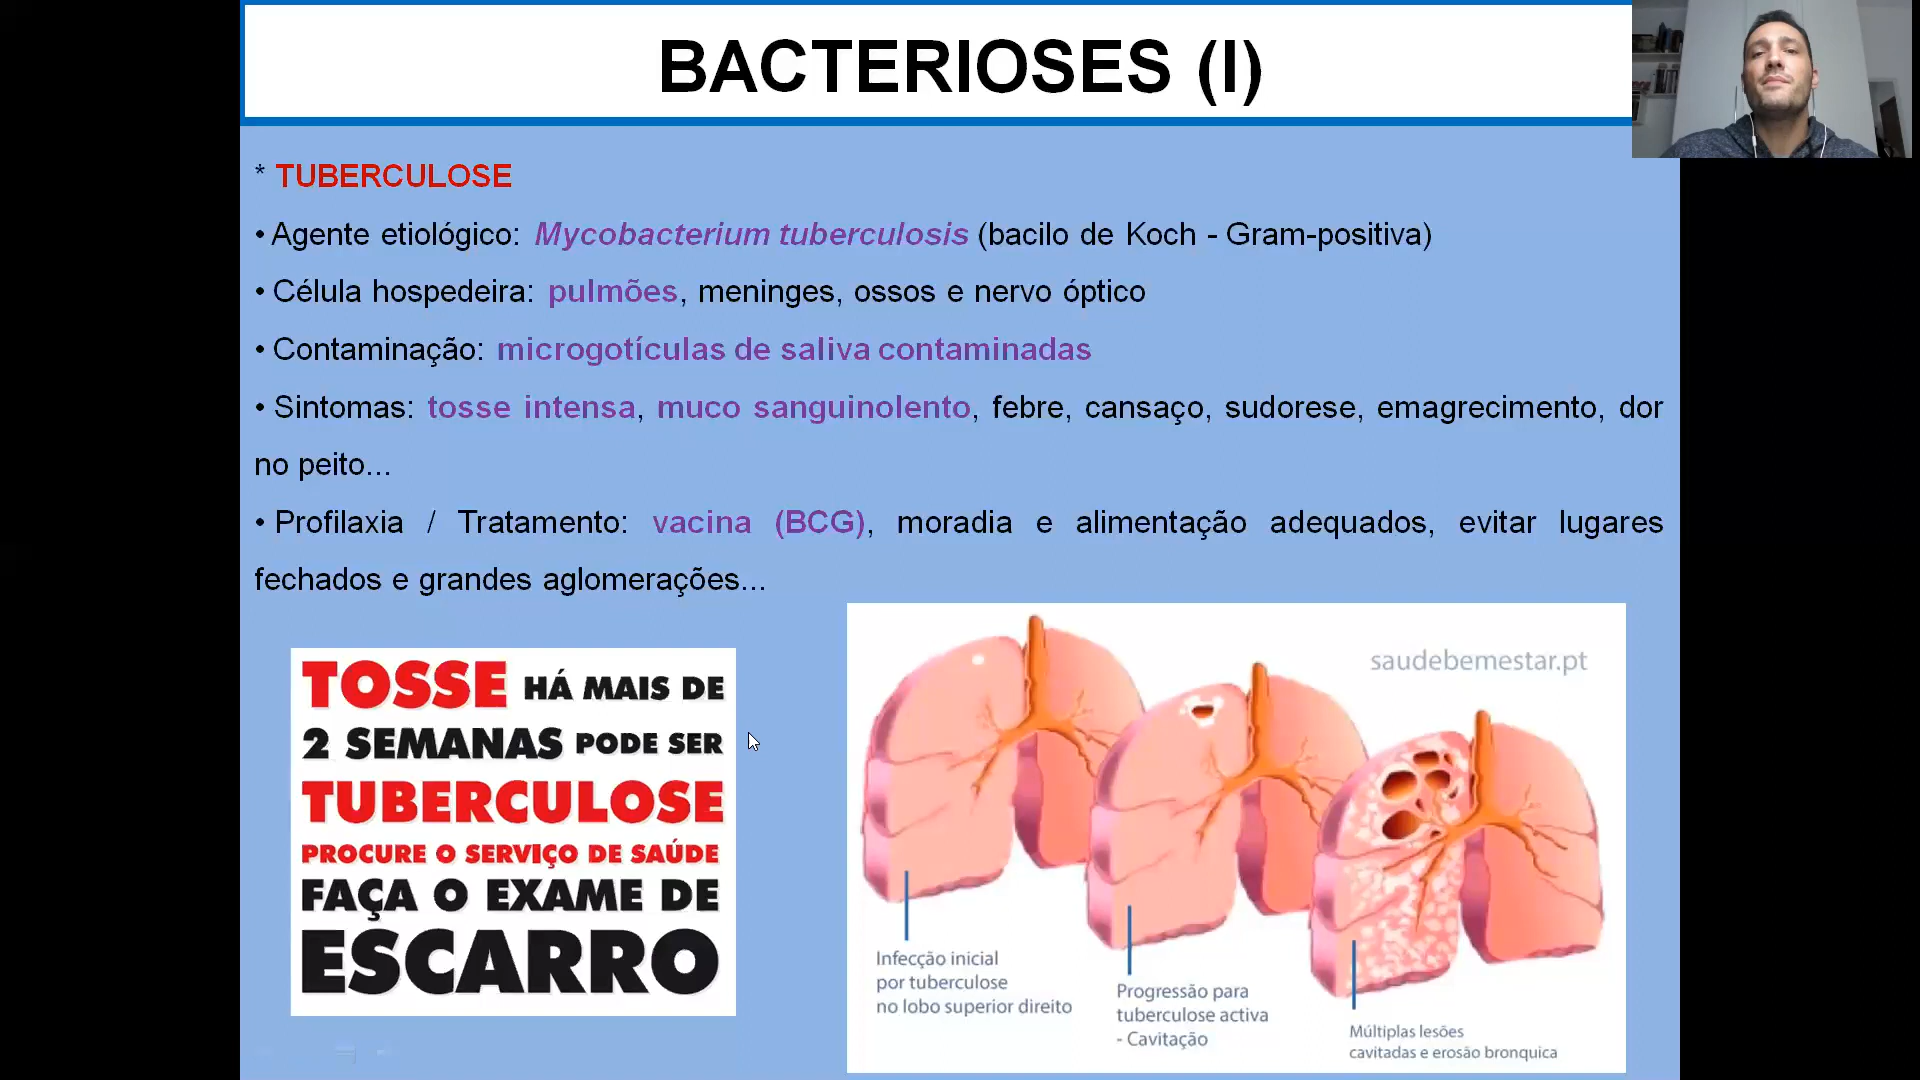 BACTERIOSES (I)
* TUBERCULOSE
• Agente etiológico: Mycobacterium tuberculosis (bacilo de Koch - Gram-positiva)
• Célula hospedeira: pulmões, meninges, ossos e nervo óptico
• Contaminação: microgotículas de saliva contaminadas
• Sintomas: tosse intensa, muco sanguinolento, febre, cansaço, sudorese, emagrecimento, dor
no peito...
• Profilaxia / Tratamento: vacina (BCG), moradia e alimentação adequados, evitar lugares
fechados e grandes aglomerações...
TOSSE HÁ MAIS DE
2 SEMANAS PODE SER
TUBERCULOSE
PROCURE O SERVIÇO DE SAÚDE
FAÇA O EXAME DE
ESCARRO
saudebemestar.pt
Infecção inicial
por tuberculose
no lobo superior direito
Progressão para
tuberculose activa
- Cavitação
Múltiplas lesões
cavitadas e erosão bronquica